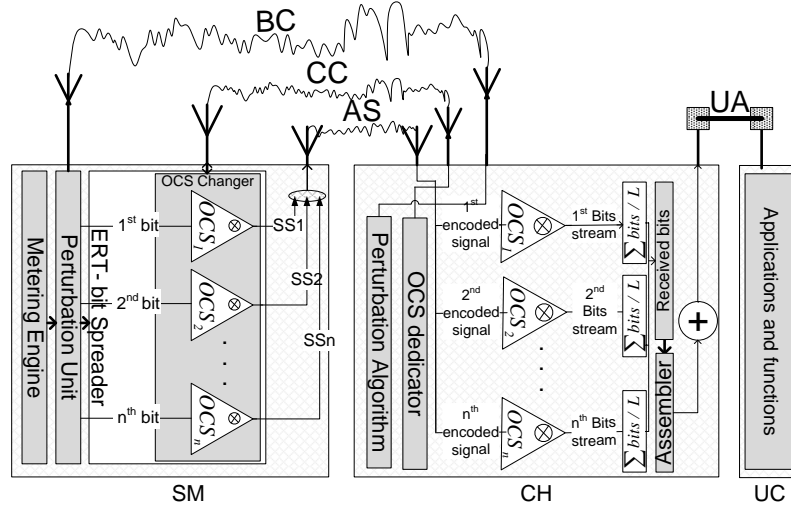 BC
CC
AS
UA
Metering Engine
Perturbation Unit
ERT- bit Spreader
OCS Changer
1st bit
OCS1
⊗
SS1
2nd bit
OCS2
⊗
SS2
. . . .
SSn
nth bit
OCSn
⊗
SM
Perturbation Algorithm
OCS dedicator
1st
encoded
signal
OCS1
⊗
1st Bits
stream
∑bits / L
2nd
encoded
signal
OCS2
⊗
2nd
Bits
stream
∑bits / L
. . . .
nth
encoded
signal
OCSn
⊗
nth Bits
stream
∑bits / L
Received bits
Assembler
+
CH
Applications and functions
UC